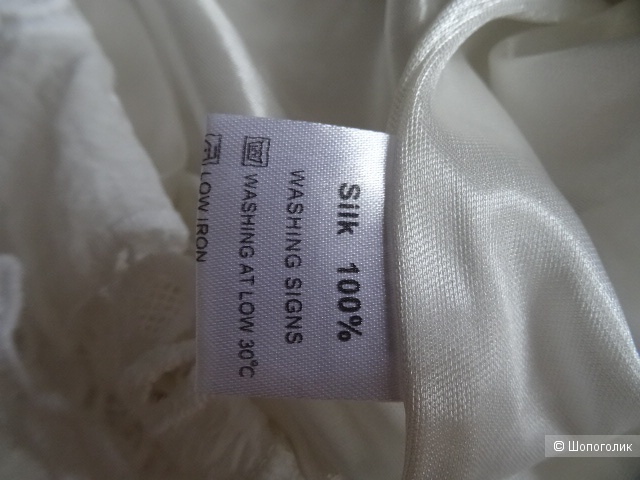 Silk 100%
WASHING SIGNS
WASHING AT LOW 30°C
LOW IRON
© Шопоголик